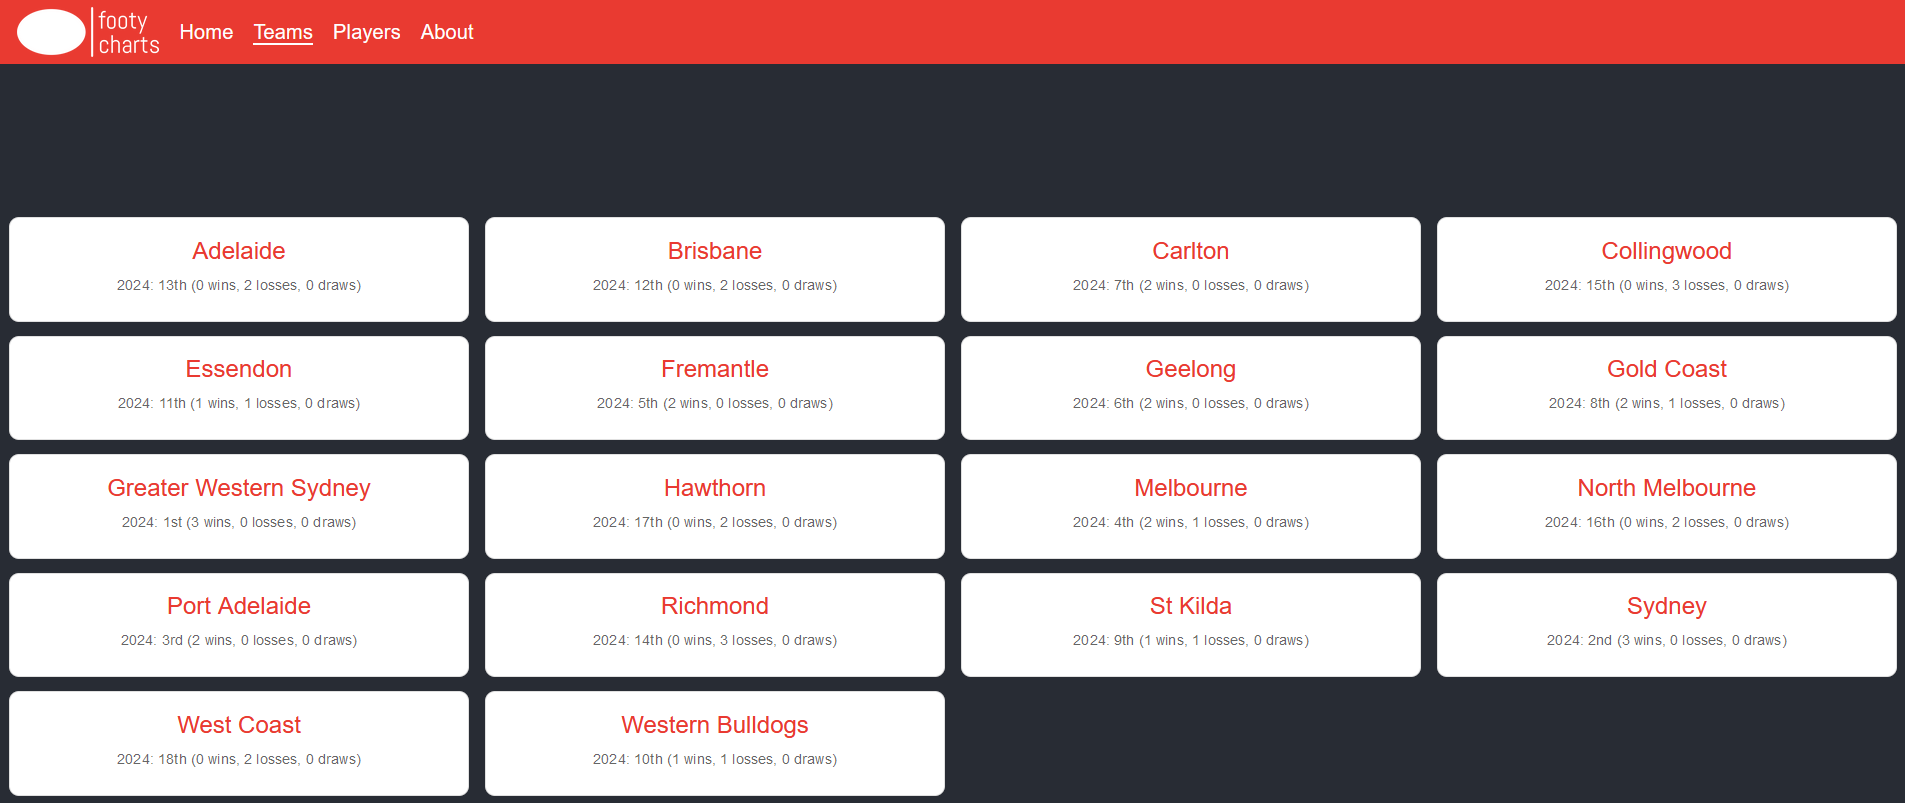 footy
charts
Home Teams Players About
Adelaide
2024: 13th (0 wins, 2 losses, 0 draws)
Brisbane
2024: 12th (0 wins, 2 losses, 0 draws)
Carlton
2024: 7th (2 wins, 0 losses, 0 draws)
Collingwood
2024: 15th (0 wins, 3 losses, 0 draws)
Essendon
2024: 11th (1 wins, 1 losses, 0 draws)
Fremantle
2024: 5th (2 wins, 0 losses, 0 draws)
Geelong
2024: 6th (2 wins, 0 losses, 0 draws)
Gold Coast
2024: 8th (2 wins, 1 losses, 0 draws)
Greater Western Sydney
2024: 1st (3 wins, 0 losses, 0 draws)
Hawthorn
2024: 17th (0 wins, 2 losses, 0 draws)
Melbourne
2024: 4th (2 wins, 1 losses, 0 draws)
North Melbourne
2024: 16th (0 wins, 2 losses, 0 draws)
Port Adelaide
2024: 3rd (2 wins, 0 losses, 0 draws)
Richmond
2024: 14th (0 wins, 3 losses, 0 draws)
St Kilda
2024: 9th (1 wins, 1 losses, 0 draws)
Sydney
2024: 2nd (3 wins, 0 losses, 0 draws)
West Coast
2024: 18th (0 wins, 2 losses, 0 draws)
Western Bulldogs
2024: 10th (1 wins, 1 losses, 0 draws)